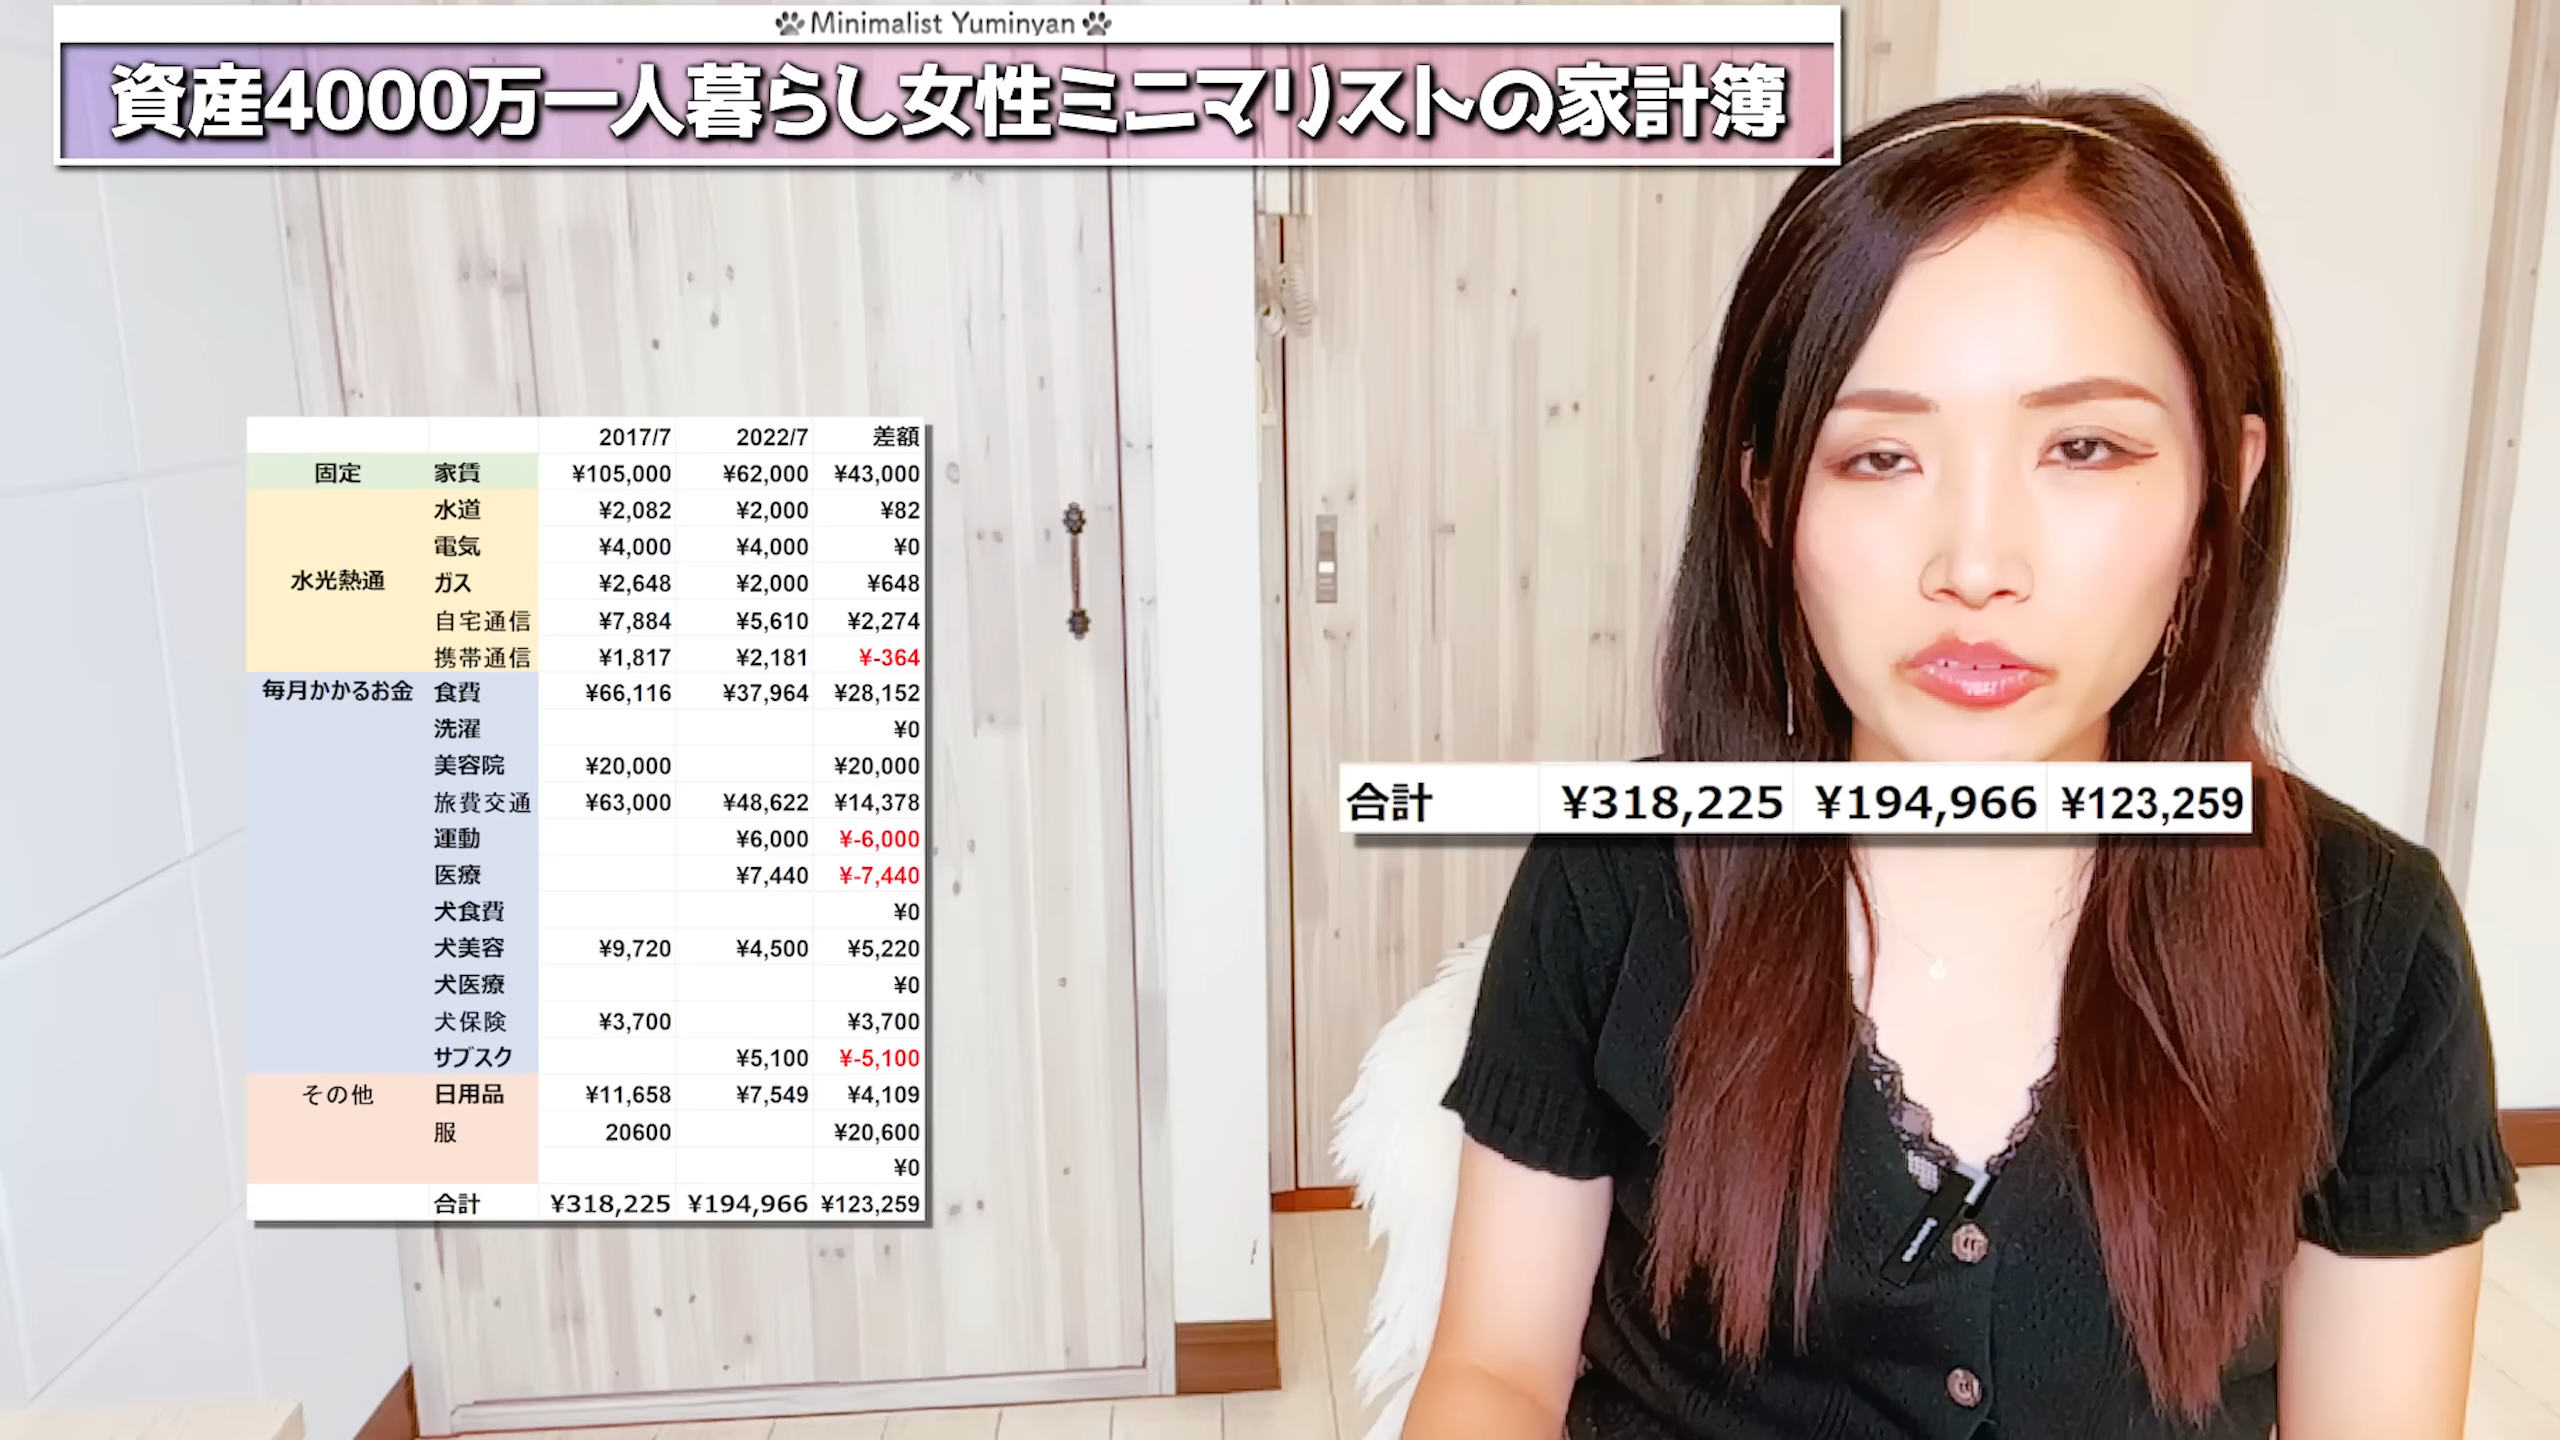 Minimalist Yuminyan
資産4000万一人暮らし女性ミニマリストの家計簿
2017/7 2022/7 差額
固定 家賃 ¥105,000 ¥62,000 ¥43,000
水道 ¥2,082 ¥2,000 ¥82
電気 ¥4,000 ¥4,000 ¥0
水光熱通 ガス ¥2,648 ¥2,000 ¥648
自宅通信 ¥7,884 ¥5,610 ¥2,274
携帯通信 ¥1,817 ¥2,181 ¥-364
毎月かかるお金 食費 ¥66,116 ¥37,964 ¥28,152
洗濯 ¥0
美容院 ¥20,000 ¥20,000
旅費交通 ¥63,000 ¥48,622 ¥14,378
運動 ¥6,000 ¥-6,000
医療 ¥7,440 ¥-7,440
犬食費 ¥0
犬美容 ¥9,720 ¥4,500 ¥5,220
犬医療 ¥0
犬保険 ¥3,700 ¥3,700
サブスク ¥5,100 ¥-5,100
その他 日用品 ¥11,658 ¥7,549 ¥4,109
服 20600 ¥20,600
¥0
合計 ¥318,225 ¥194,966 ¥123,259
合計 ¥318,225 ¥194,966 ¥123,259